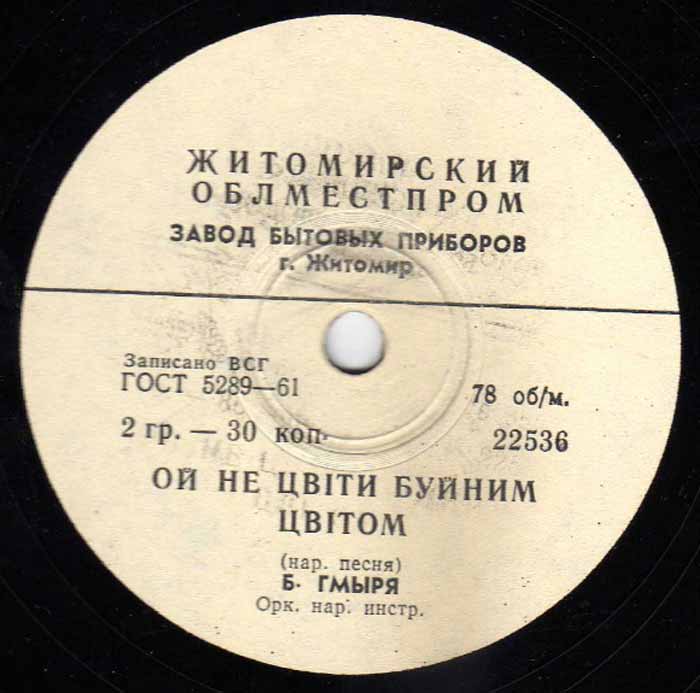 ЖИТОМИРСКИЙ
ОБЛМЕСТПРОМ
ЗАВОД БЫТОВЫХ ПРИБОРОВ
г. Житомир
Записано ВСГ
ГОСТ 5289—61
78 об/м.
2 гр. — 30 коп.
22536
ОЙ НЕ ЦВІТИ БУЙНИМ
ЦВІТОМ
(нар. песня)
Б. ГМЫРЯ
Орк. нар. инстр.